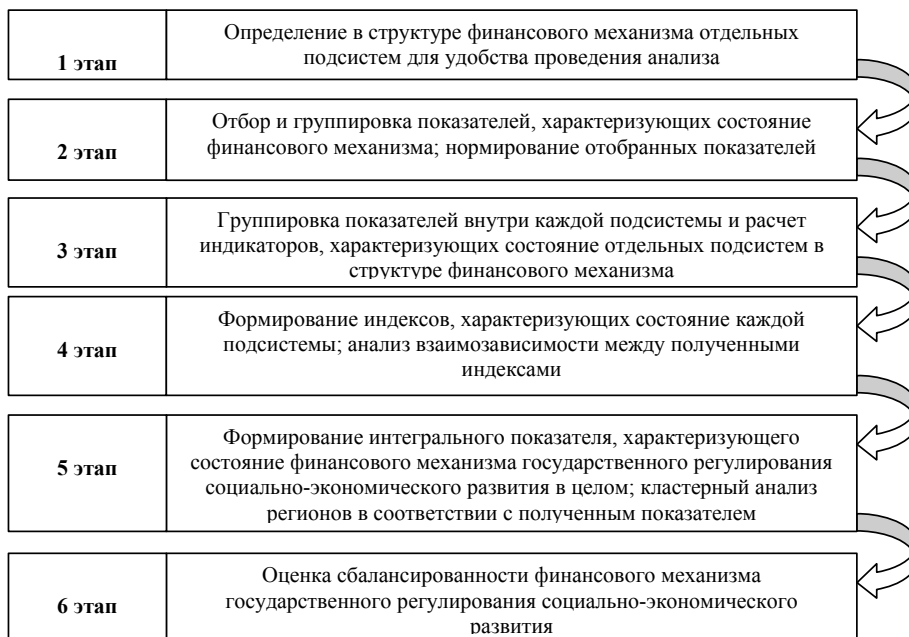 1 этап
Определение в структуре финансового механизма отдельных
подсистем для удобства проведения анализа
2 этап
Отбор и группировка показателей, характеризующих состояние
финансового механизма; нормирование отобранных показателей
3 этап
Группировка показателей внутри каждой подсистемы и расчет
индикаторов, характеризующих состояние отдельных подсистем в
структуре финансового механизма
4 этап
Формирование индексов, характеризующих состояние каждой
подсистемы; анализ взаимозависимости между полученными
индексами
5 этап
Формирование интегрального показателя, характеризующего
состояние финансового механизма государственного регулирования
социально-экономического развития в целом; кластерный анализ
регионов в соответствии с полученным показателем
6 этап
Оценка сбалансированности финансового механизма
государственного регулирования социально-экономического
развития